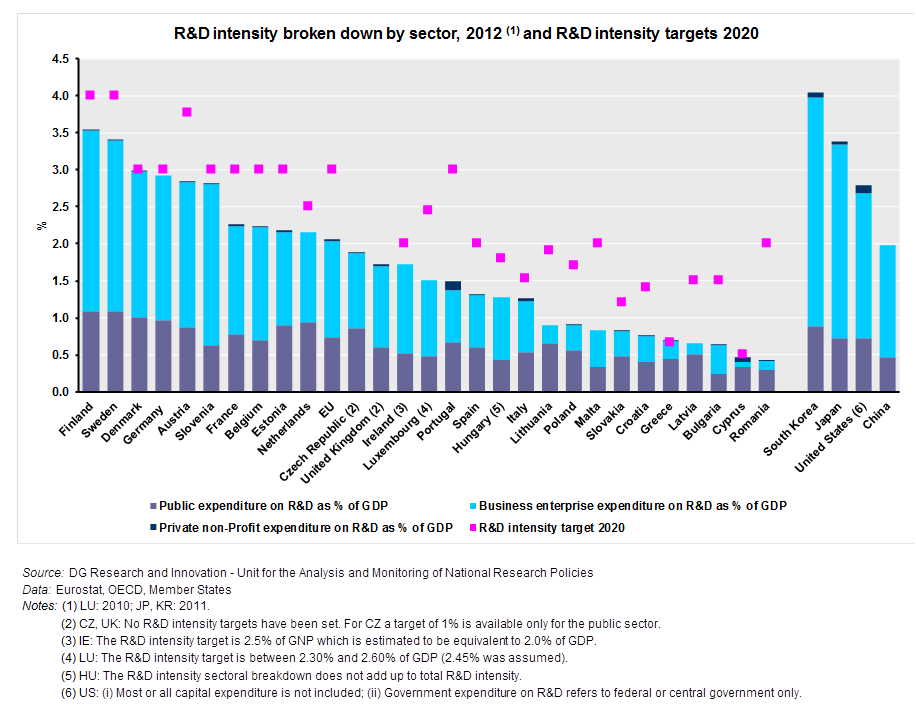 R&D intensity broken down by sector, 2012 (1) and R&D intensity targets 2020
4.5
4.0
3.5
3.0
2.5
2.0
1.5
1.0
0.5
0.0
%
Finland
Sweden
Denmark
Germany
Austria
Slovenia
France
Belgium
Estonia
Netherlands
EU
Czech Republic (2)
United Kingdom (2)
Ireland (3)
Luxembourg (4)
Portugal
Spain
Hungary (5)
Italy
Lithuania
Poland
Malta
Slovakia
Croatia
Greece
Latvia
Bulgaria
Cyprus
Romania
South Korea
Japan
United States (6)
China
Public expenditure on R&D as % of GDP
Business enterprise expenditure on R&D as % of GDP
Private non-Profit expenditure on R&D as % of GDP
R&D intensity target 2020
Source: DG Research and Innovation - Unit for the Analysis and Monitoring of National Research Policies
Data: Eurostat, OECD, Member States
Notes: (1) LU: 2010; JP, KR: 2011.
(2) CZ, UK: No R&D intensity targets have been set. For CZ a target of 1% is available only for the public sector.
(3) IE: The R&D intensity target is 2.5% of GNP which is estimated to be equivalent to 2.0% of GDP.
(4) LU: The R&D intensity target is between 2.30% and 2.60% of GDP (2.45% was assumed).
(5) HU: The R&D intensity sectoral breakdown does not add up to total R&D intensity.
(6) US: (i) Most or all capital expenditure is not included; (ii) Government expenditure on R&D refers to federal or central government only.